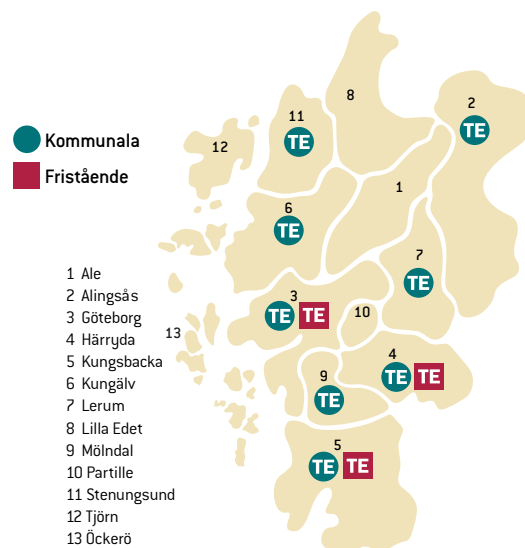 Kommunala
Fristående
8
2
TE
11
TE
12
1
6
TE
7
TE
3
TE TE
10
13
4
TE TE
9
TE
5
TE TE
1 Ale
2 Alingsås
3 Göteborg
4 Härryda
5 Kungsbacka
6 Kungälv
7 Lerum
8 Lilla Edet
9 Mölndal
10 Partille
11 Stenungsund
12 Tjörn
13 Öckerö